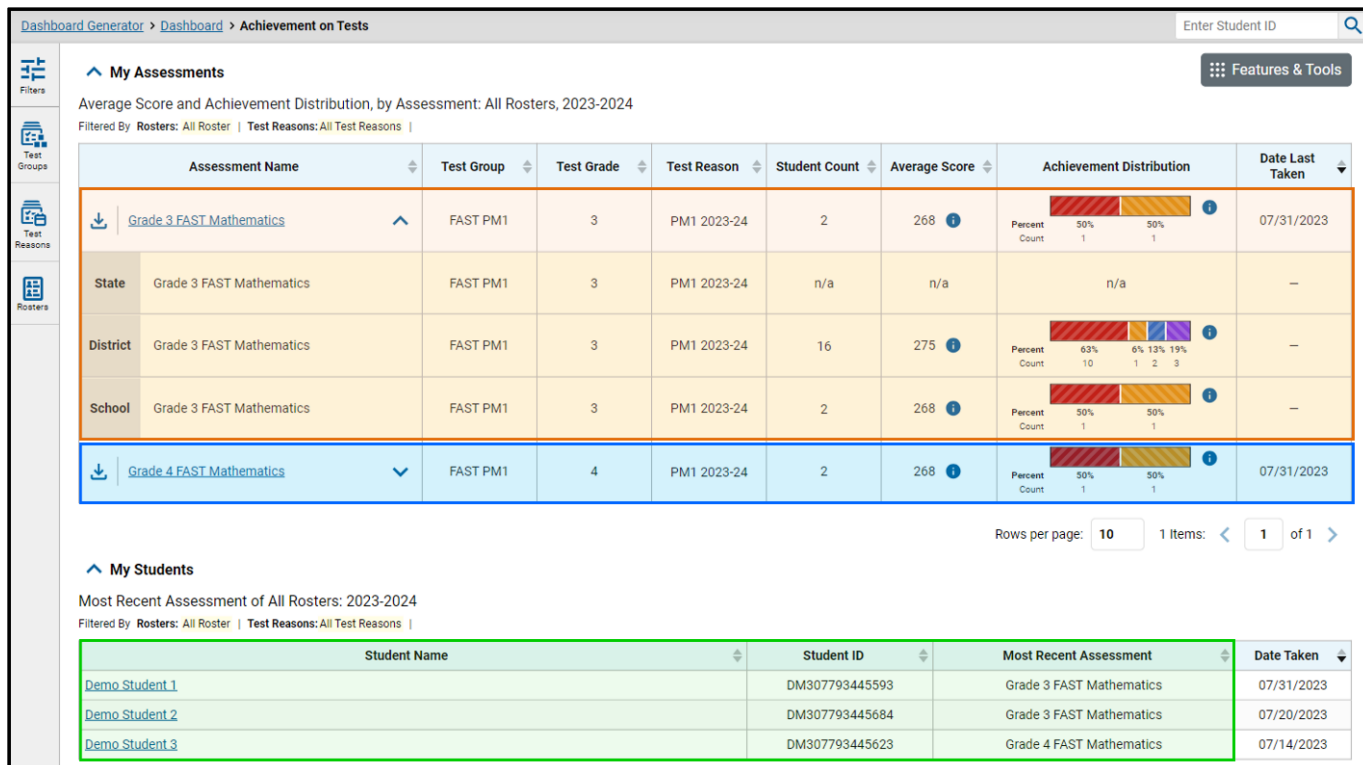 Dashboard Generator > Dashboard > Achievement on Tests
Enter Student ID
Filters
Test Groups
Test Reasons
Rosters
My Assessments
Features & Tools
Average Score and Achievement Distribution, by Assessment: All Rosters, 2023-2024
Filtered By Rosters: All Roster | Test Reasons: All Test Reasons |
Assessment Name Test Group Test Grade Test Reason Student Count Average Score Achievement Distribution Date Last Taken
Grade 3 FAST Mathematics FAST PM1 3 PM1 2023-24 2 268 07/31/2023
Percent 50% 50%
Count 1 1
State Grade 3 FAST Mathematics FAST PM1 3 PM1 2023-24 n/a n/a n/a –
District Grade 3 FAST Mathematics FAST PM1 3 PM1 2023-24 16 275 –
Percent 63% 6% 13% 19%
Count 10 1 2 3
School Grade 3 FAST Mathematics FAST PM1 3 PM1 2023-24 2 268 –
Percent 50% 50%
Count 1 1
Grade 4 FAST Mathematics FAST PM1 4 PM1 2023-24 2 268 07/31/2023
Percent 50% 50%
Count 1 1
Rows per page: 10 1 Items: < 1 of 1 >
My Students
Most Recent Assessment of All Rosters: 2023-2024
Filtered By Rosters: All Roster | Test Reasons: All Test Reasons |
Student Name Student ID Most Recent Assessment Date Taken
Demo Student 1 DM307793445593 Grade 3 FAST Mathematics 07/31/2023
Demo Student 2 DM307793445684 Grade 3 FAST Mathematics 07/20/2023
Demo Student 3 DM307793445623 Grade 4 FAST Mathematics 07/14/2023